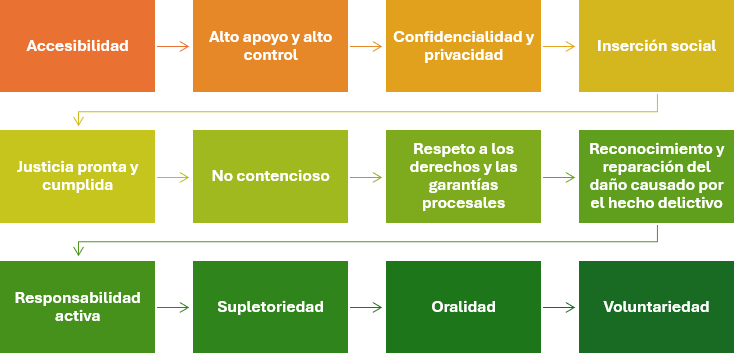 Accesibilidad
Alto apoyo y alto
control
Confidencialidad y
privacidad
Inserción social
Justicia pronta y
cumplida
No contencioso
Respeto a los
derechos y las
garantías
procesales
Reconocimiento y
reparación del
daño causado por
el hecho delictivo
Responsabilidad
activa
Supletoriedad
Oralidad
Voluntariedad